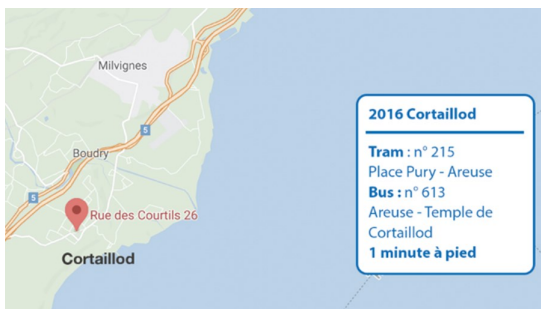 Milvignes
5
Boudry
5
Rue des Courtils 26
Cortaillod
2016 Cortaillod
Tram : n° 215
Place Pury - Areuse
Bus : n° 613
Areuse - Temple de
Cortaillod
1 minute à pied